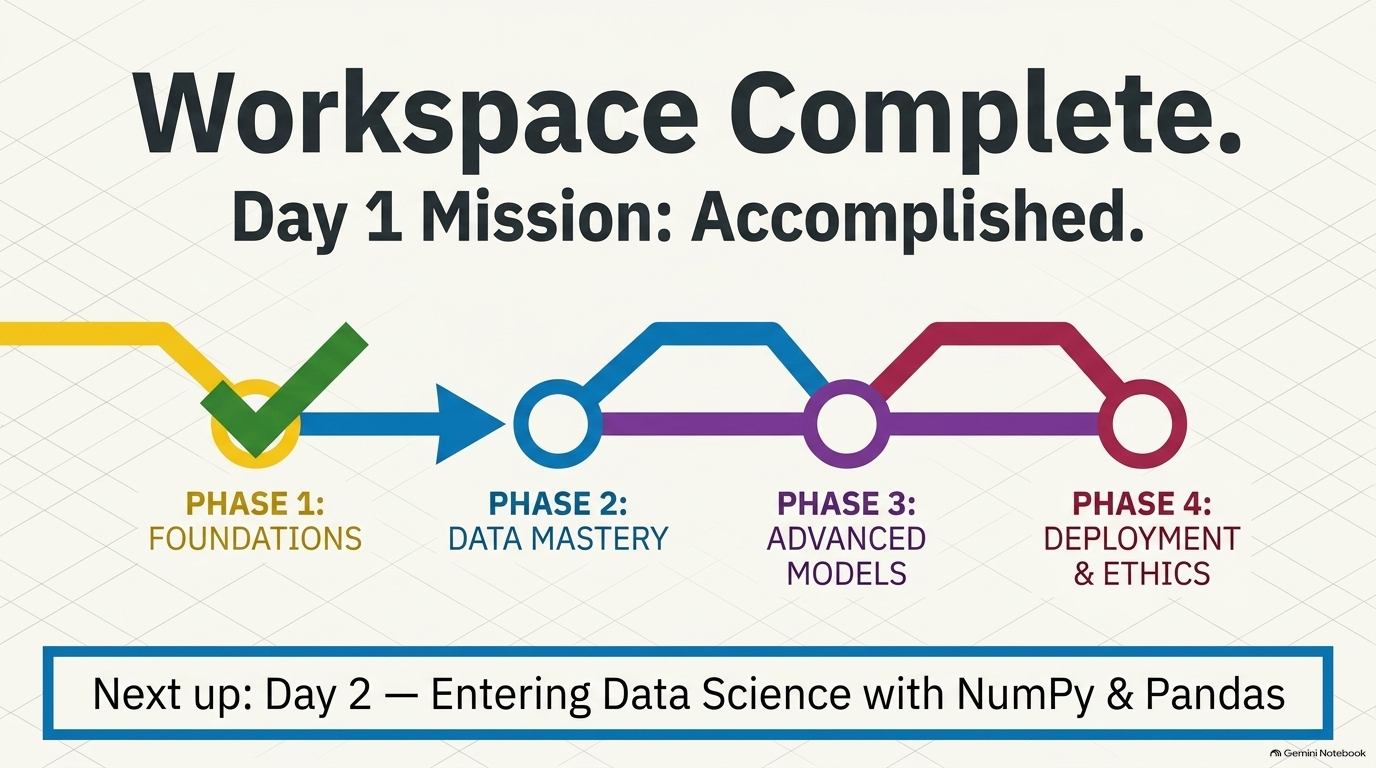 Workspace Complete.
Day 1 Mission: Accomplished.
PHASE 1:
FOUNDATIONS
PHASE 2:
DATA MASTERY
PHASE 3:
ADVANCED
MODELS
PHASE 4:
DEPLOYMENT
& ETHICS
Next up: Day 2 — Entering Data Science with NumPy & Pandas
Gemini Notebook